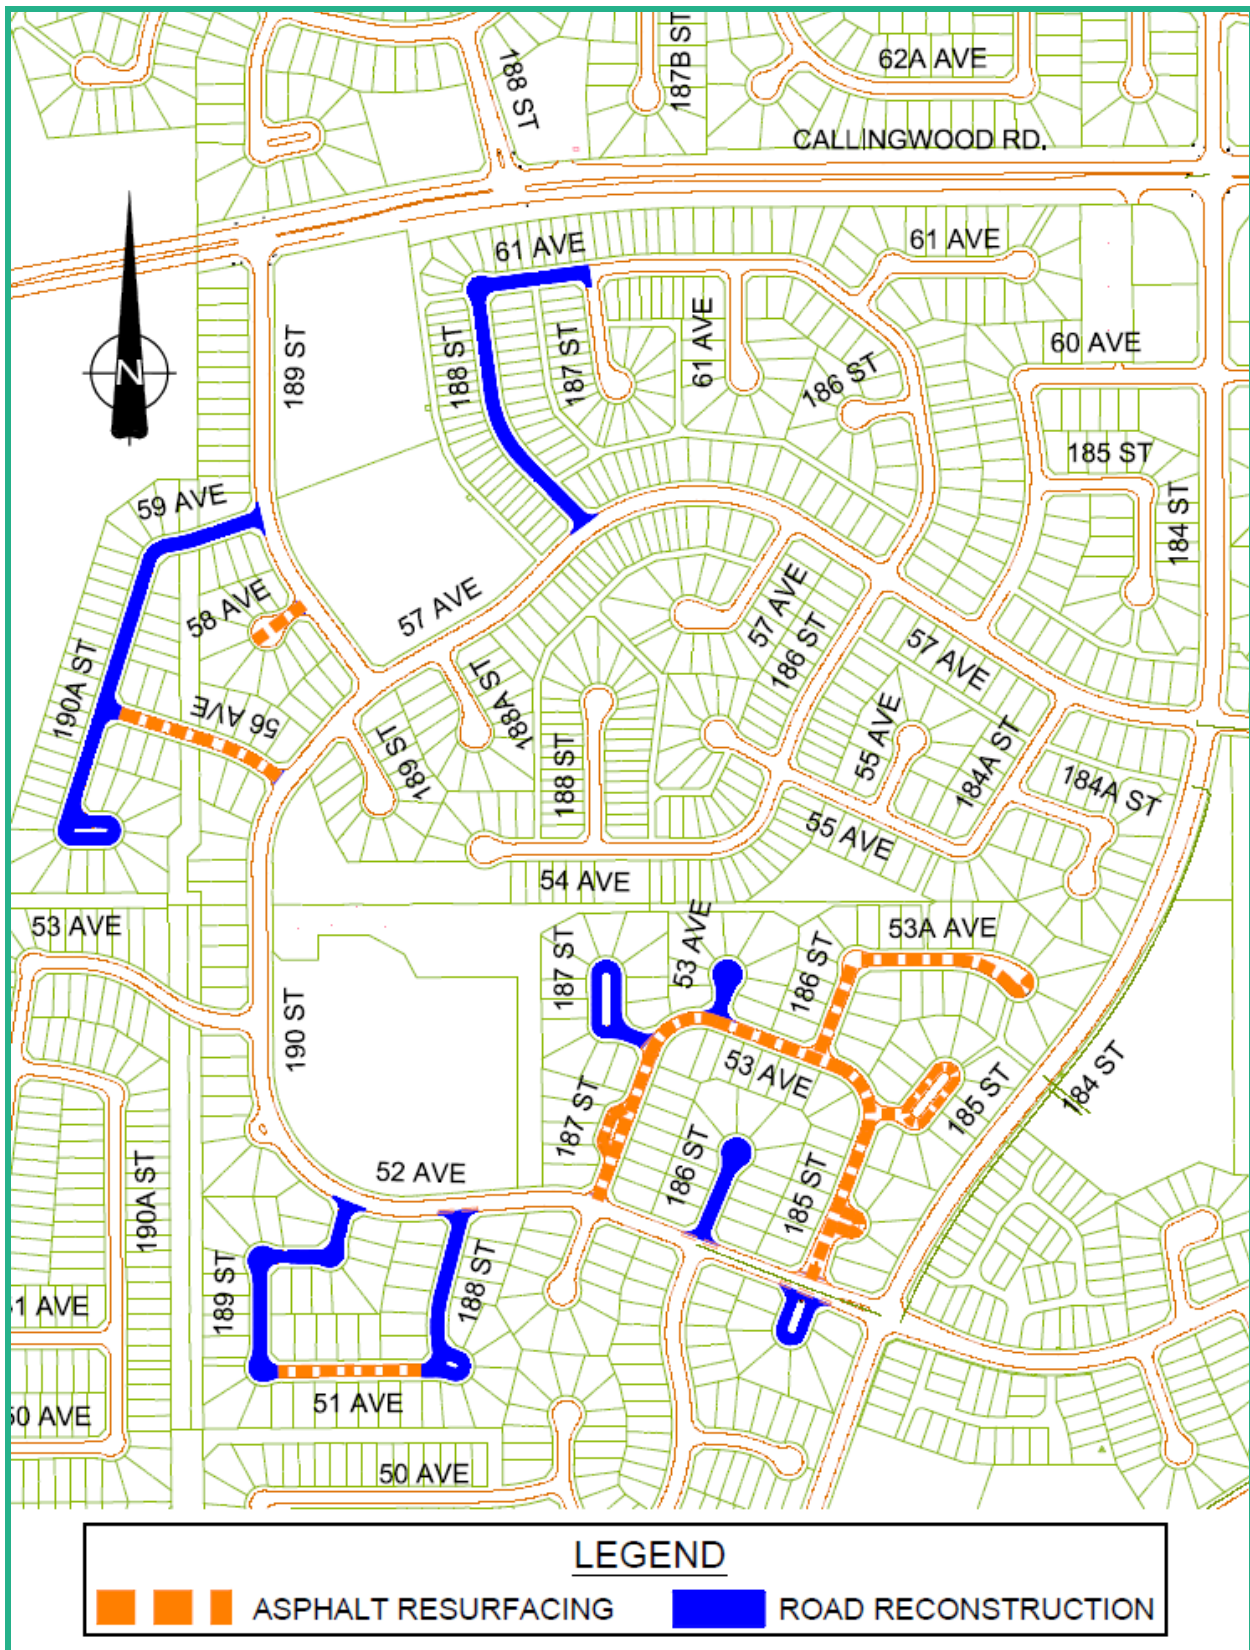 188 ST
187B ST
62A AVE
CALLINGWOOD RD.
61 AVE
61 AVE
N
189 ST
188 ST
187 ST
61 AVE
186 ST
60 AVE
185 ST
184 ST
59 AVE
58 AVE
57 AVE
57 AVE
186 ST
57 AVE
190A ST
56 AVE
189 ST
188A ST
188 ST
55 AVE
184A ST
184A ST
55 AVE
54 AVE
53 AVE
187 ST
53 AVE
186 ST
53A AVE
190 ST
53 AVE
187 ST
185 ST
184 ST
186 ST
185 ST
52 AVE
190A ST
189 ST
188 ST
1 AVE
51 AVE
50 AVE
50 AVE
LEGEND
ASPHALT RESURFACING
ROAD RECONSTRUCTION